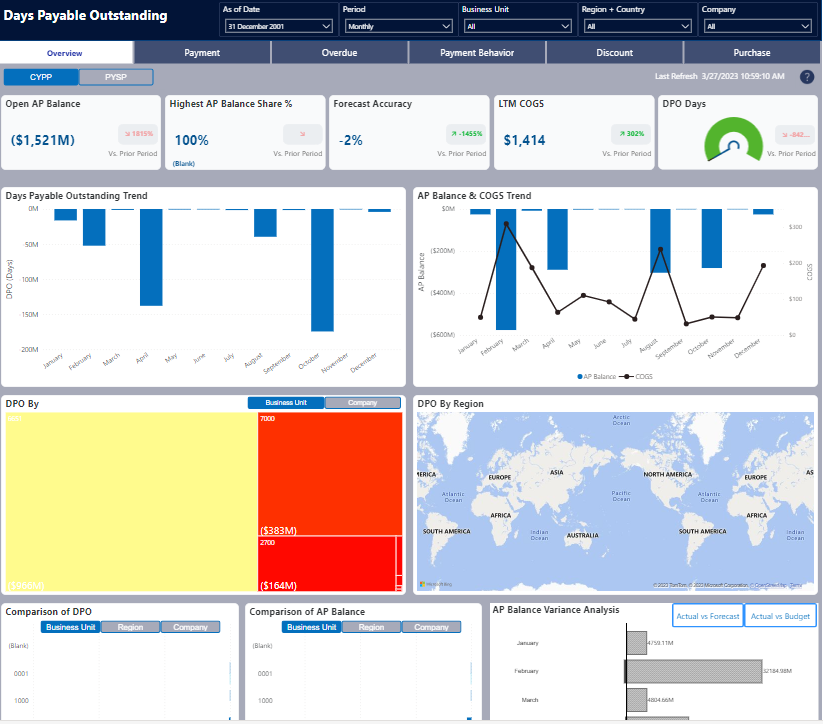 Days Payable Outstanding
As of Date
Period
Business Unit
Region + Country
Company
31 December 2001
Monthly
All
All
All
Overview
Payment
Overdue
Payment Behavior
Discount
Purchase
CYPP
PYSP
Last Refresh 3/27/2023 10:59:10 AM
?
Open AP Balance
($1,521M)
1815%
Vs. Prior Period
Highest AP Balance Share %
100%
(Blank)
Vs. Prior Period
Forecast Accuracy
-2%
-1455%
Vs. Prior Period
LTM COGS
$1,414
302%
Vs. Prior Period
DPO Days
-842...
Vs. Prior Period
Days Payable Outstanding Trend
DPO (Days)
0M
-50M
-100M
-150M
-200M
January
February
March
April
May
June
July
August
September
October
November
December
AP Balance & COGS Trend
AP Balance
$0M
($200M)
($400M)
($600M)
COGS
$300
$200
$100
$0
January
February
March
April
May
June
July
August
September
October
November
December
AP Balance
COGS
DPO By
Business Unit
Company
($966M)
7000
($383M)
2700
($164M)
DPO By Region
Arctic Ocean
Arctic Ocean
MERICA
EUROPE
ASIA
NORTH AMERICA
EUROPE
AS
Atlantic Ocean
Pacific Ocean
Atlantic Ocean
AFRICA
AFRICA
SOUTH AMERICA
Indian Ocean
AUSTRALIA
SOUTH AMERICA
Indian Ocean
Microsoft Bing
© 2023 TomTom, © 2023 Microsoft Corporation, © OpenStreetMap Terms
Comparison of DPO
Business Unit
Region
Company
(Blank)
0001
1000
Comparison of AP Balance
Business Unit
Region
Company
(Blank)
0001
1000
AP Balance Variance Analysis
Actual vs Forecast
Actual vs Budget
January
4759.11M
February
32184.98M
March
4804.66M